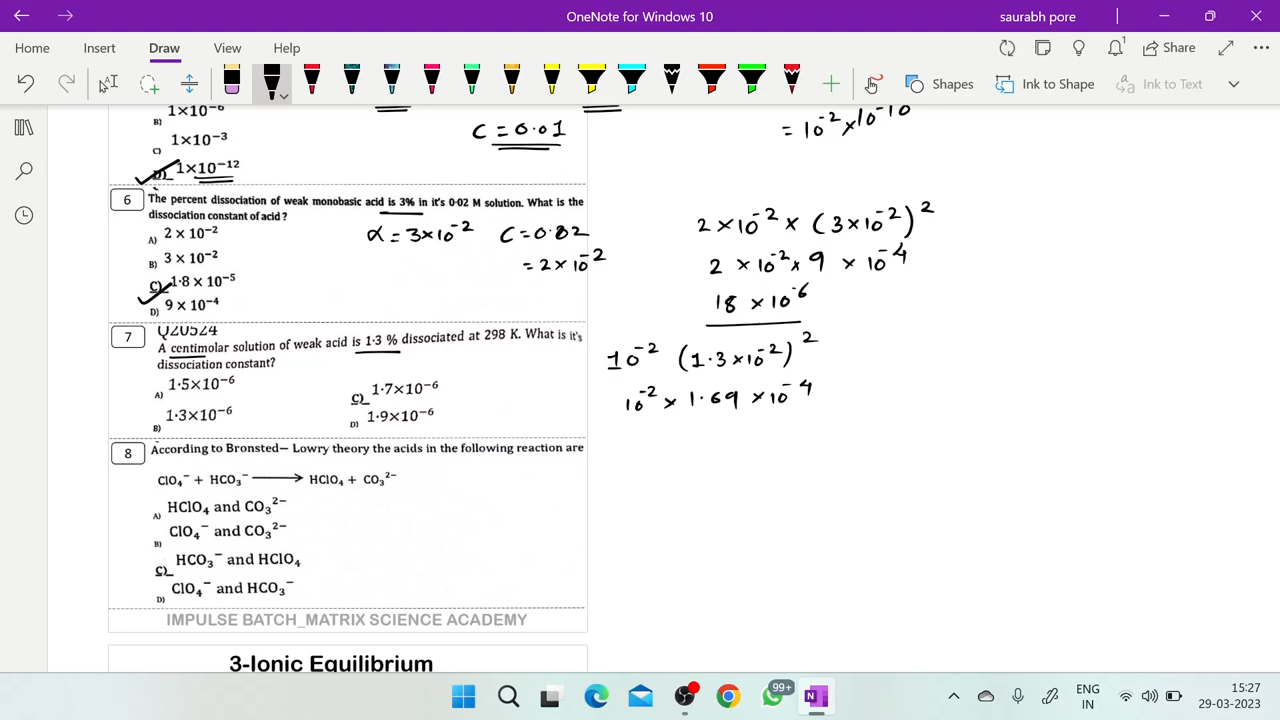 OneNote for Windows 10
saurabh pore
Home Insert Draw View Help
Share
Shapes
Ink to Shape
Ink to Text
B) 1×10⁻⁶
C) 1×10⁻³
D) 1×10⁻¹²
C = 0.01
= 10⁻² × 10⁻¹⁰
6 The percent dissociation of weak monobasic acid is 3% in it's 0·02 M solution. What is the
dissociation constant of acid ?
A) 2 × 10⁻²
B) 3 × 10⁻²
C) 1·8 × 10⁻⁵
D) 9 × 10⁻⁴
α = 3×10⁻² C = 0.02
= 2 × 10⁻²
2 × 10⁻² × (3×10⁻²)²
2 × 10⁻² × 9 × 10⁻⁴
18 × 10⁻⁶
7 Q20524
A centimolar solution of weak acid is 1·3 % dissociated at 298 K. What is it's
dissociation constant?
A) 1·5×10⁻⁶
B) 1·3×10⁻⁶
C) 1·7×10⁻⁶
D) 1·9×10⁻⁶
10⁻² (1.3×10⁻²)²
10⁻² × 1.69 × 10⁻⁴
8 According to Bronsted– Lowry theory the acids in the following reaction are
ClO₄⁻ + HCO₃⁻ ⟶ HClO₄ + CO₃²⁻
A) HClO₄ and CO₃²⁻
B) ClO₄⁻ and CO₃²⁻
C) HCO₃⁻ and HClO₄
D) ClO₄⁻ and HCO₃⁻
IMPULSE BATCH_MATRIX SCIENCE ACADEMY
3-Ionic Equilibrium
99+
ENG
IN
15:27
29-03-2023